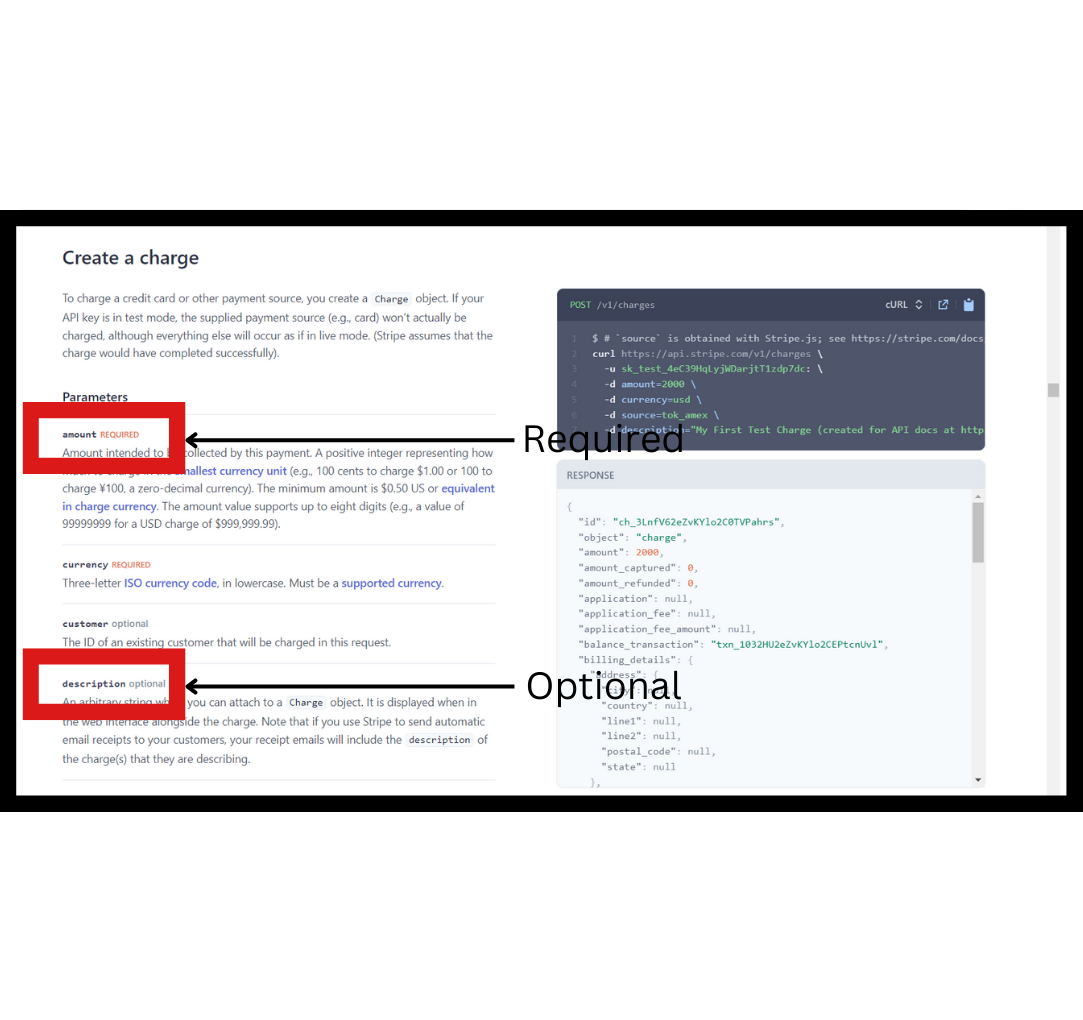 Create a charge
To charge a credit card or other payment source, you create a Charge object. If your
API key is in test mode, the supplied payment source (e.g., card) won't actually be
charged, although everything else will occur as if in live mode. (Stripe assumes that the
charge would have completed successfully).
Parameters
amount REQUIRED
Amount intended to collected by this payment. A positive integer representing how
smallest currency unit (e.g., 100 cents to charge $1.00 or 100 to
charge ¥100, a zero-decimal currency). The minimum amount is $0.50 US or equivalent
in charge currency. The amount value supports up to eight digits (e.g., a value of
99999999 for a USD charge of $999,999.99).
currency REQUIRED
Three-letter ISO currency code, in lowercase. Must be a supported currency.
customer optional
The ID of an existing customer that will be charged in this request.
description optional
An arbitrary string you can attach to a Charge object. It is displayed when in
the web interface alongside the charge. Note that if you use Stripe to send automatic
email receipts to your customers, your receipt emails will include the description of
the charge(s) that they are describing.
Required
Optional
POST /v1/charges
cURL
1 $ # `source` is obtained with Stripe.js; see https://stripe.com/docs
2 curl https://api.stripe.com/v1/charges \
3 -u sk_test_4eC39HqLyjWDarjtT1zdp7dc: \
4 -d amount=2000 \
5 -d currency=usd \
6 -d source=tok_amex \
7 -d description="My First Test Charge (created for API docs at http
RESPONSE
{
"id": "ch_3LnfV62eZvKYlo2C0TVPahrs",
"object": "charge",
"amount": 2000,
"amount_captured": 0,
"amount_refunded": 0,
"application": null,
"application_fee": null,
"application_fee_amount": null,
"balance_transaction": "txn_1032HU2eZvKYlo2CEPtcnUvl",
"billing_details": {
"address": {
"city": null,
"country": null,
"line1": null,
"line2": null,
"postal_code": null,
"state": null
},